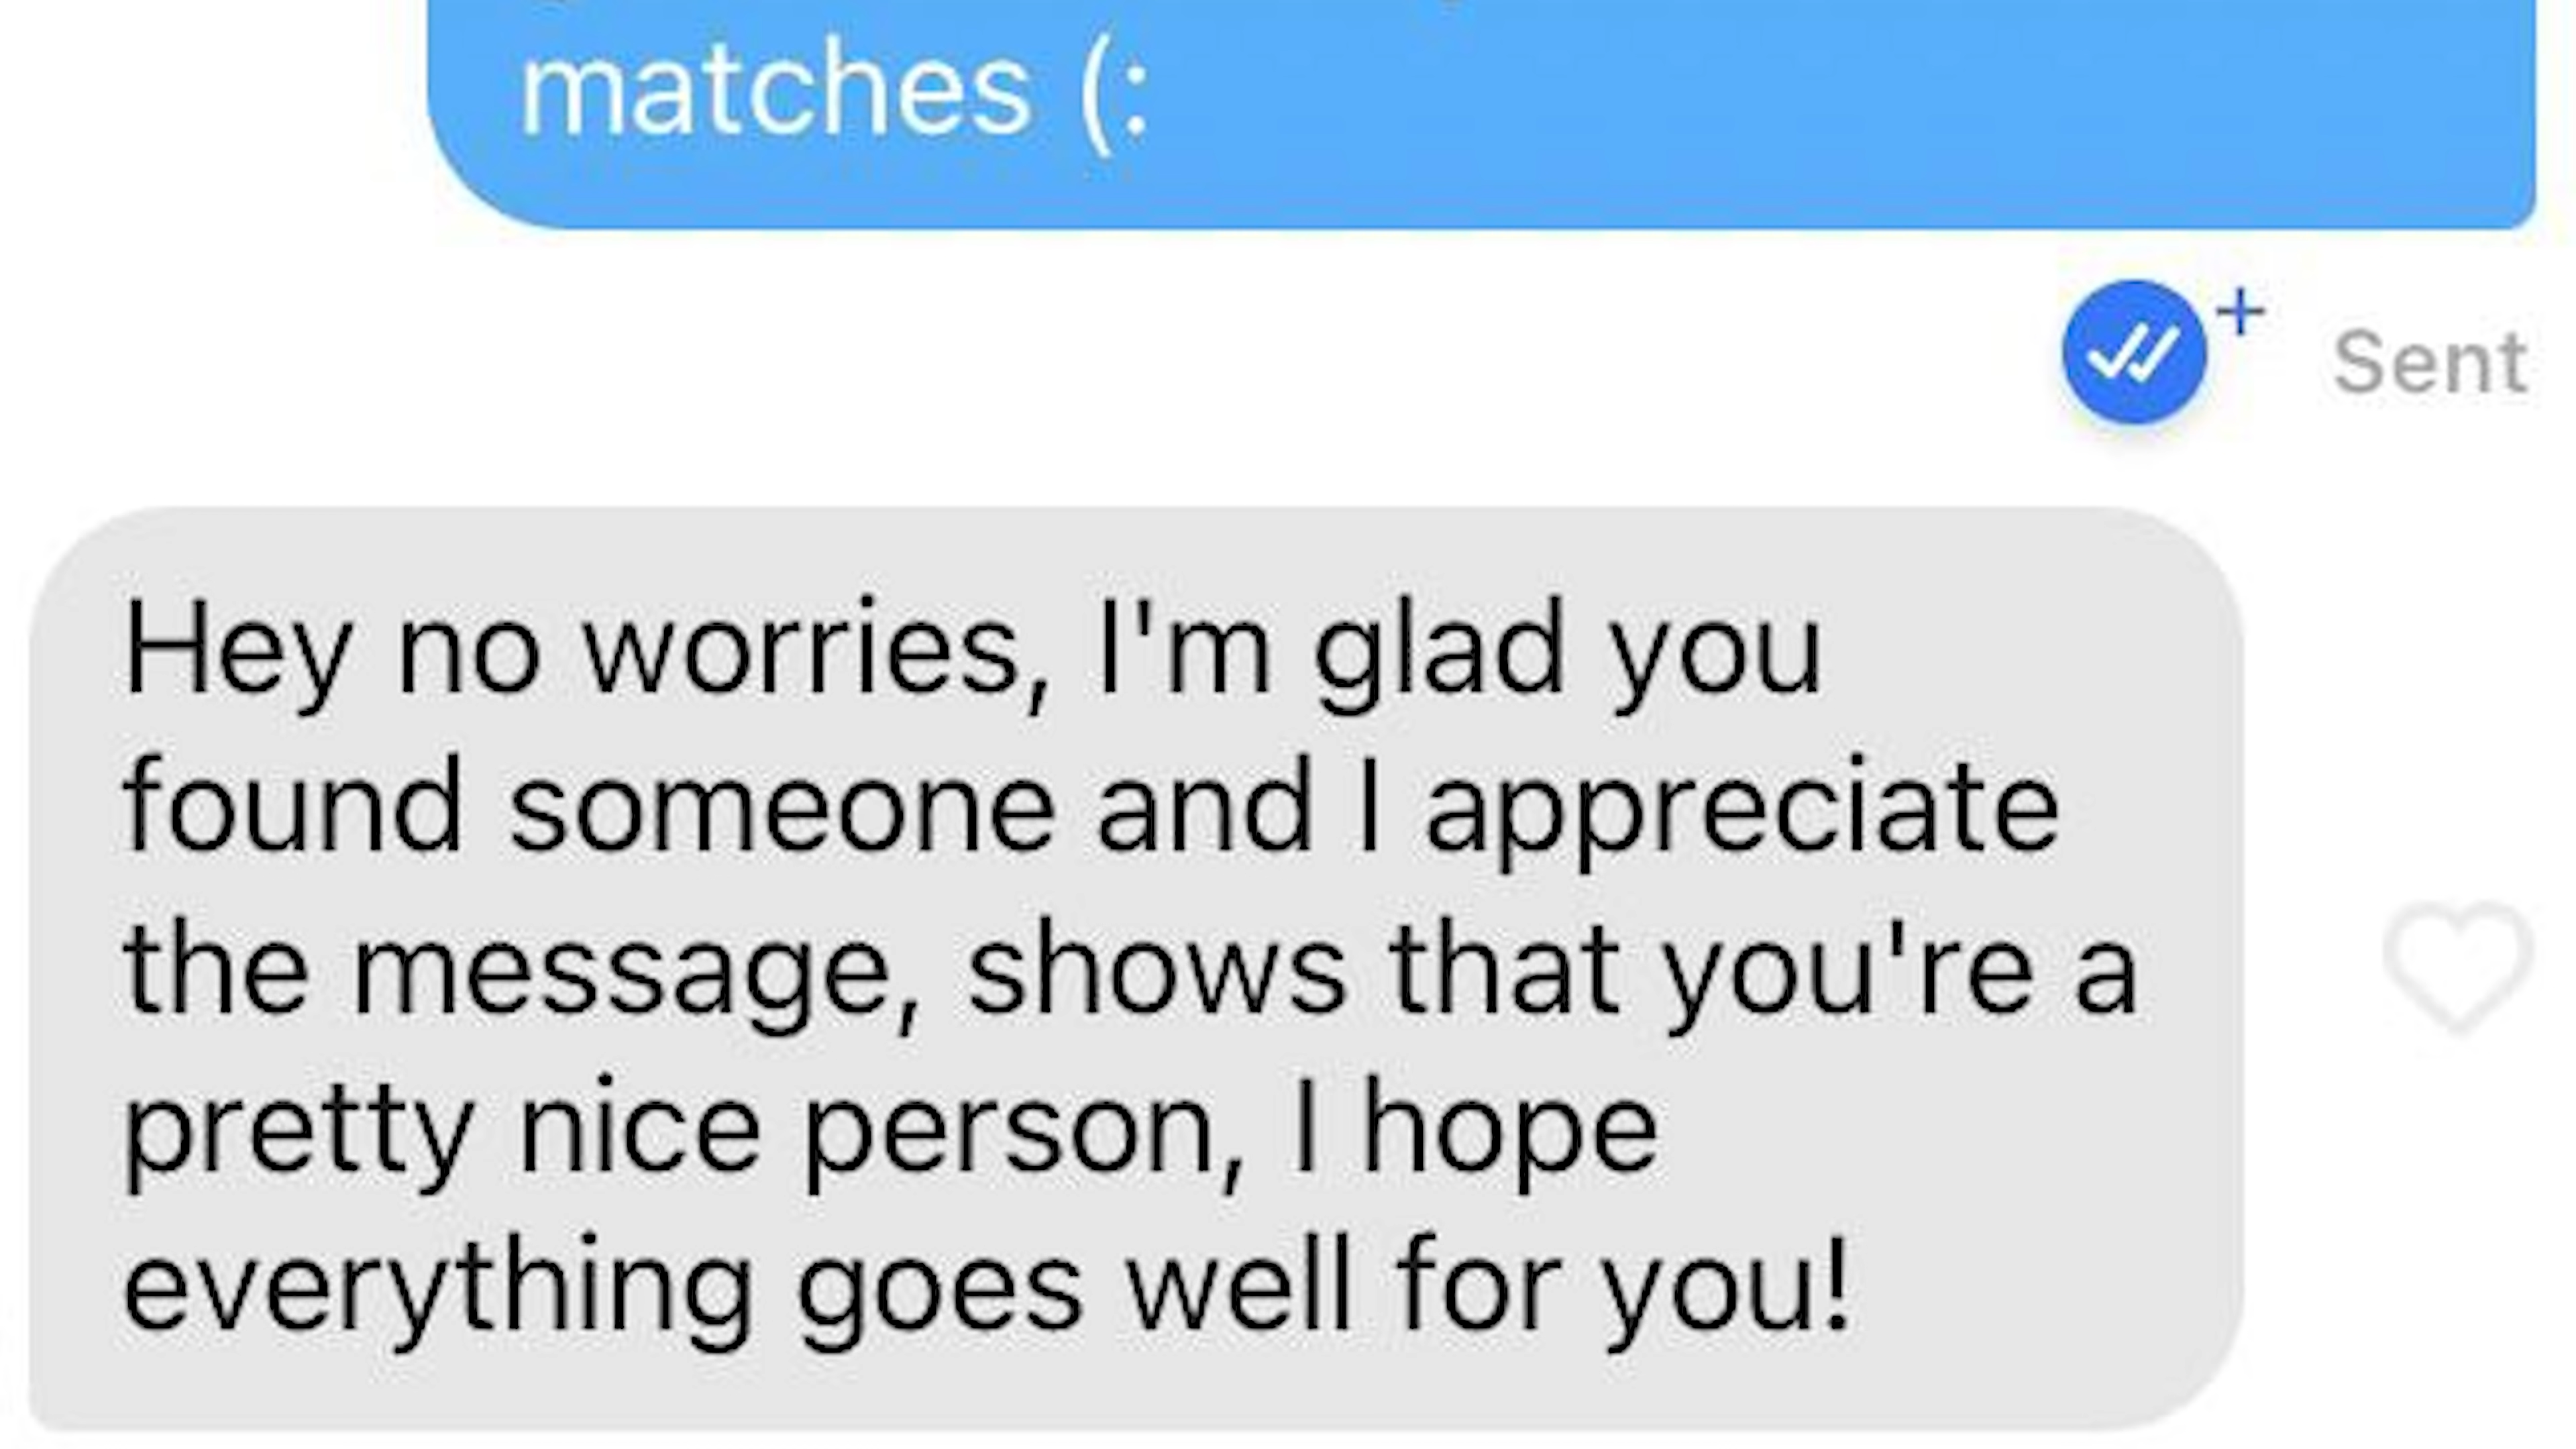 matches (:
Sent
Hey no worries, I'm glad you
found someone and I appreciate
the message, shows that you're a
pretty nice person, I hope
everything goes well for you!